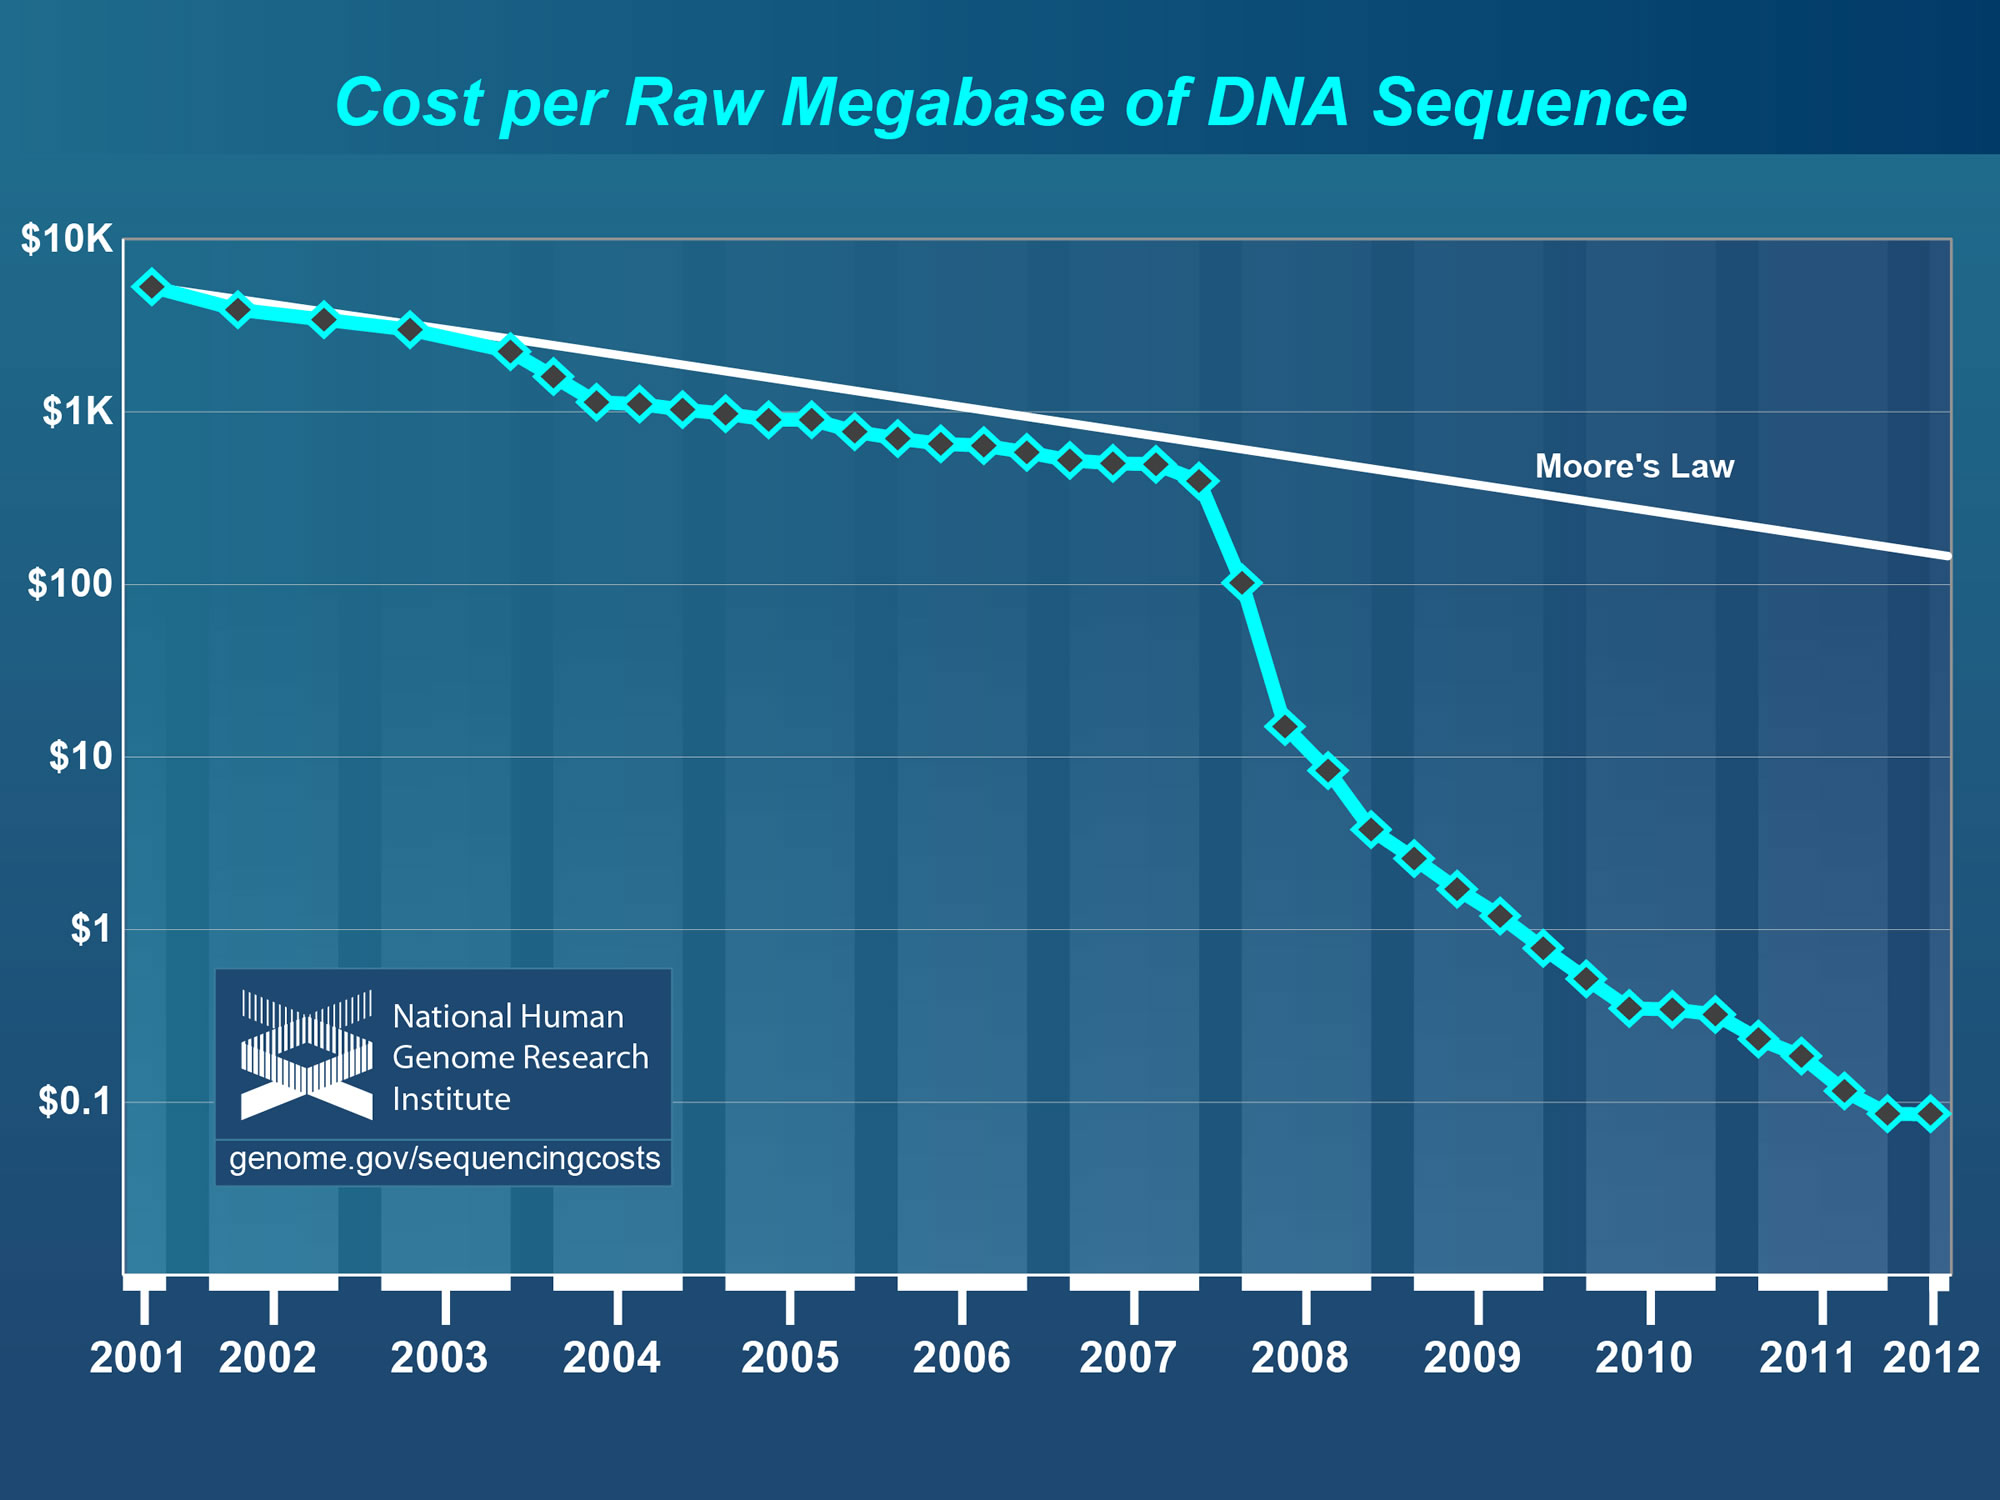 Cost per Raw Megabase of DNA Sequence
$10K
$1K
$100
$10
$1
$0.1
Moore's Law
National Human
Genome Research
Institute
genome.gov/sequencingcosts
2001 2002 2003 2004 2005 2006 2007 2008 2009 2010 2011 2012